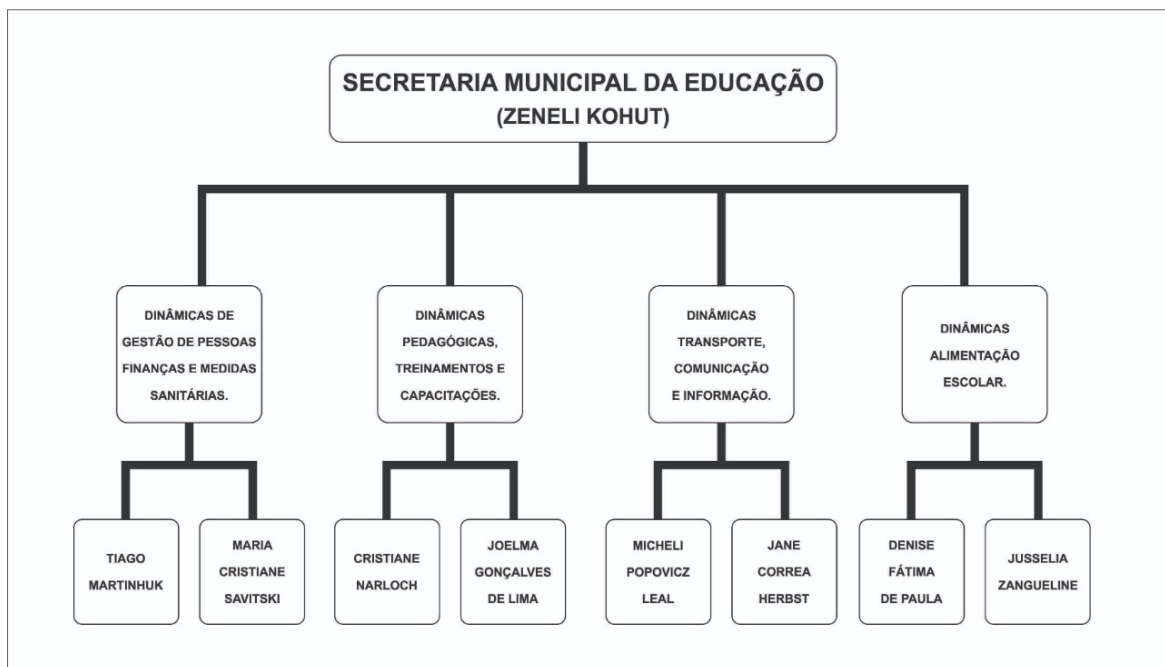 SECRETARIA MUNICIPAL DA EDUCAÇÃO
(ZENELI KOHUT)
DINÂMICAS DE
GESTÃO DE PESSOAS
FINANÇAS E MEDIDAS
SANITÁRIAS.
DINÂMICAS
PEDAGÓGICAS,
TREINAMENTOS E
CAPACITAÇÕES.
DINÂMICAS
TRANSPORTE,
COMUNICAÇÃO
E INFORMAÇÃO.
DINÂMICAS
ALIMENTAÇÃO
ESCOLAR.
TIAGO
MARTINHUK
MARIA
CRISTIANE
SAVITSKI
CRISTIANE
NARLOCH
JOELMA
GONÇALVES
DE LIMA
MICHELI
POPOVICZ
LEAL
JANE
CORREA
HERBST
DENISE
FÁTIMA
DE PAULA
JUSSELIA
ZANGUELINE